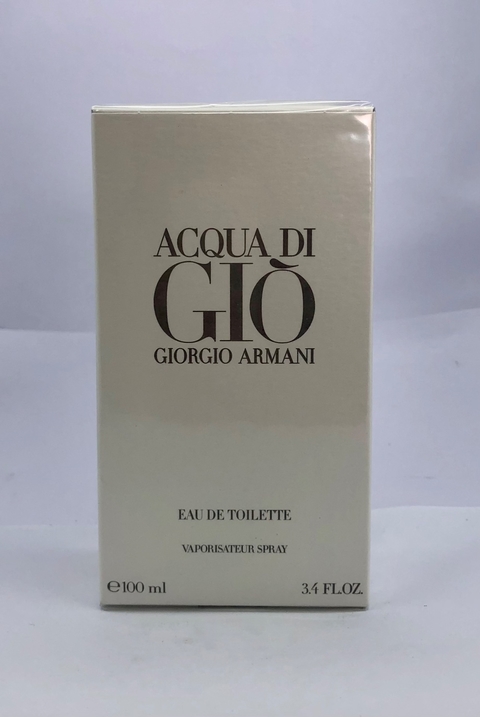 ACQUA DI
GIÒ
GIORGIO ARMANI
EAU DE TOILETTE
VAPORISATEUR SPRAY
℮100 ml 3.4 FL.OZ.